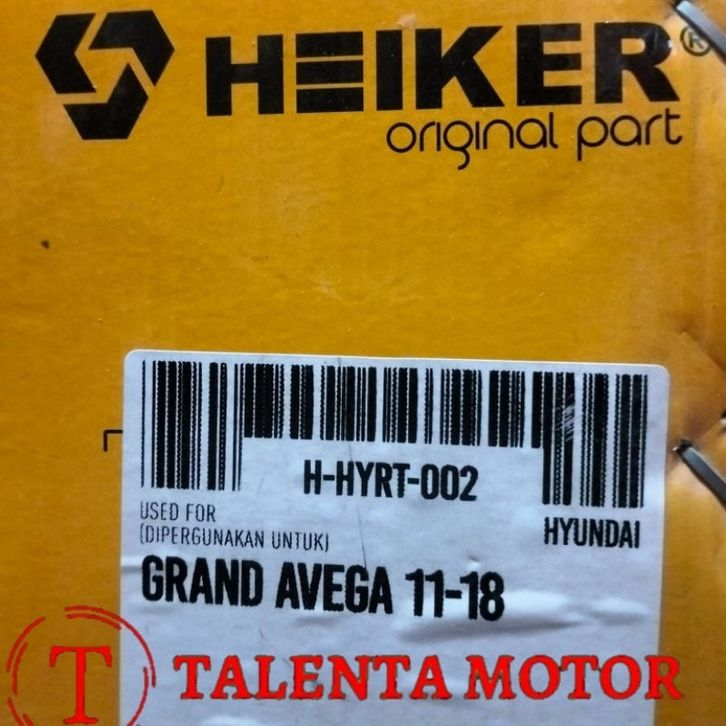 HEIKER®
original part
H-HYRT-002
USED FOR
(DIPERGUNAKAN UNTUK)
HYUNDAI
GRAND AVEGA 11-18
T TALENTA MOTOR